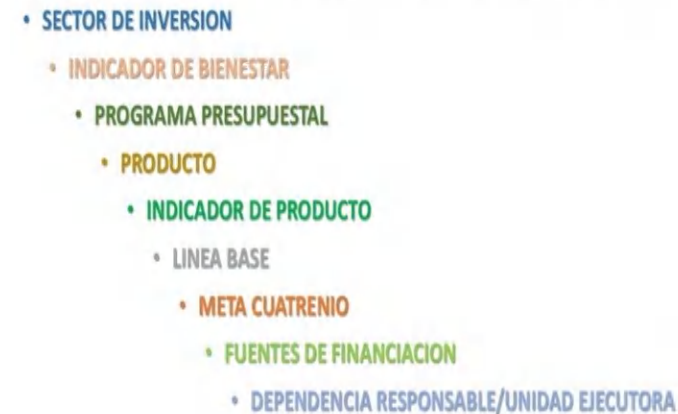 • SECTOR DE INVERSION
• INDICADOR DE BIENESTAR
• PROGRAMA PRESUPUESTAL
• PRODUCTO
• INDICADOR DE PRODUCTO
• LINEA BASE
• META CUATRENIO
• FUENTES DE FINANCIACION
• DEPENDENCIA RESPONSABLE/UNIDAD EJECUTORA